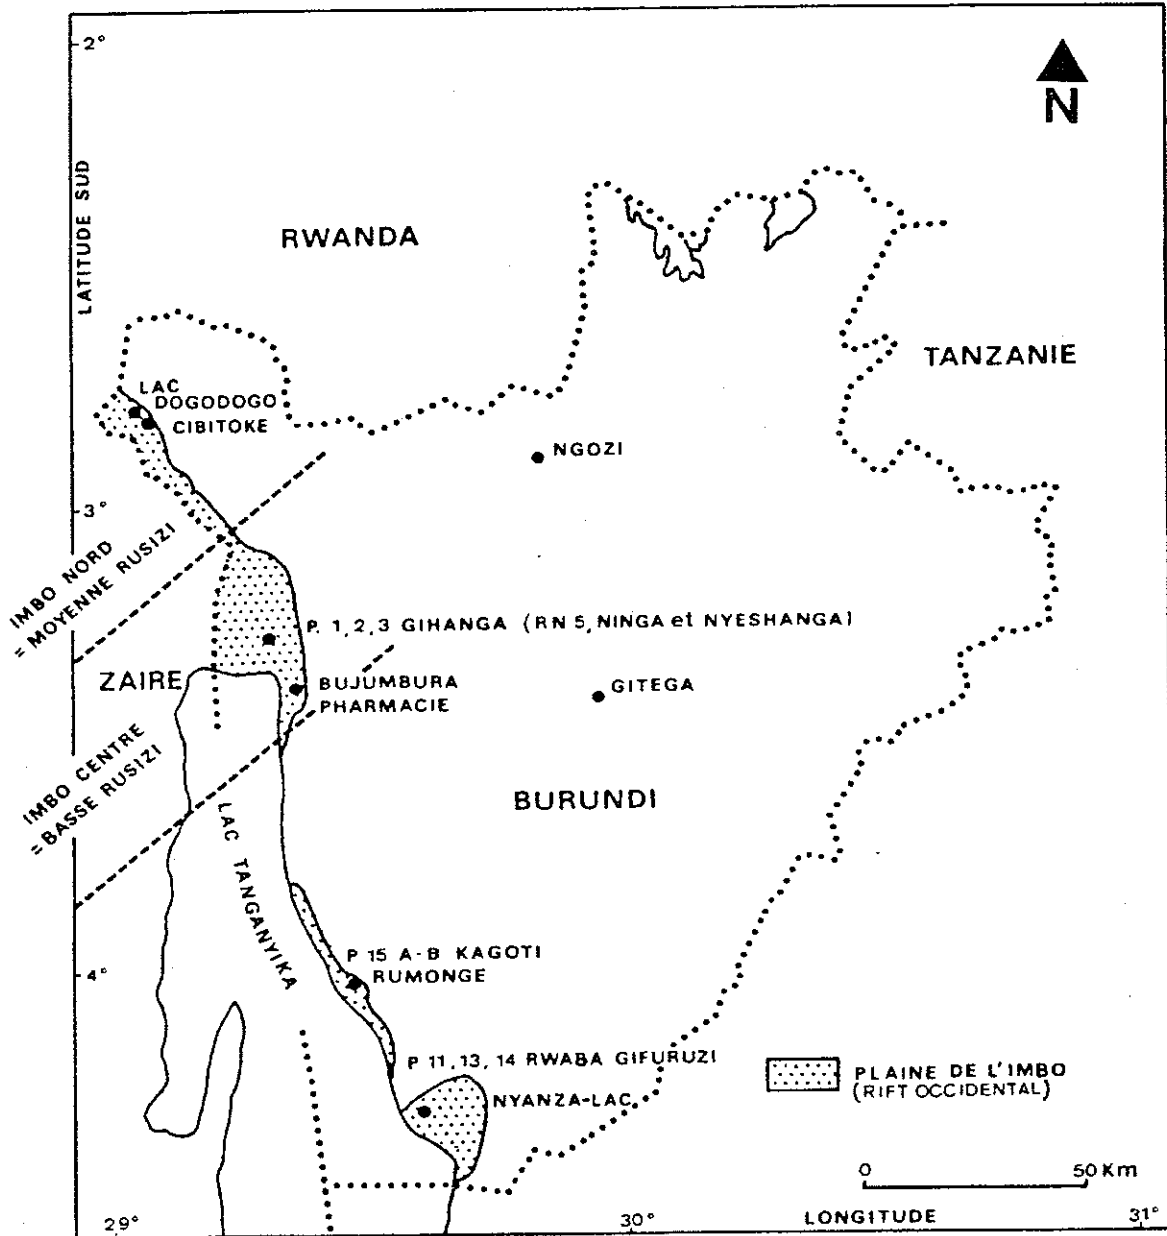 2°
N
LATITUDE SUD
RWANDA
TANZANIE
LAC
DOGODOGO
CIBITOKE
NGOZI
3°
IMBO NORD
= MOYENNE RUSIZI
P. 1, 2, 3 GIHANGA (RN 5, NINGA et NYESHANGA)
ZAIRE
BUJUMBURA
PHARMACIE
GITEGA
IMBO CENTRE
= BASSE RUSIZI
BURUNDI
LAC TANGANYIKA
P 15 A-B KAGOTI
RUMONGE
4°
P 11, 13, 14 RWABA GIFURUZI
NYANZA-LAC
PLAINE DE L'IMBO
(RIFT OCCIDENTAL)
0 50 Km
29° 30° LONGITUDE 31°